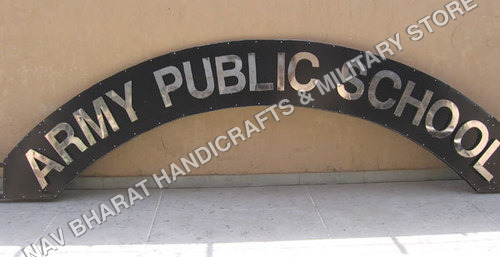 ARMY PUBLIC SCHOOL
NAV BHARAT HANDICRAFTS & MILITARY STORE